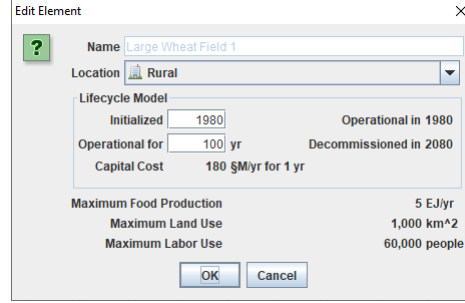 Edit Element
?
Name Large Wheat Field 1
Location Rural
Lifecycle Model
Initialized 1980 Operational in 1980
Operational for 100 yr Decommissioned in 2080
Capital Cost 180 §M/yr for 1 yr
Maximum Food Production 5 EJ/yr
Maximum Land Use 1,000 km^2
Maximum Labor Use 60,000 people
OK Cancel